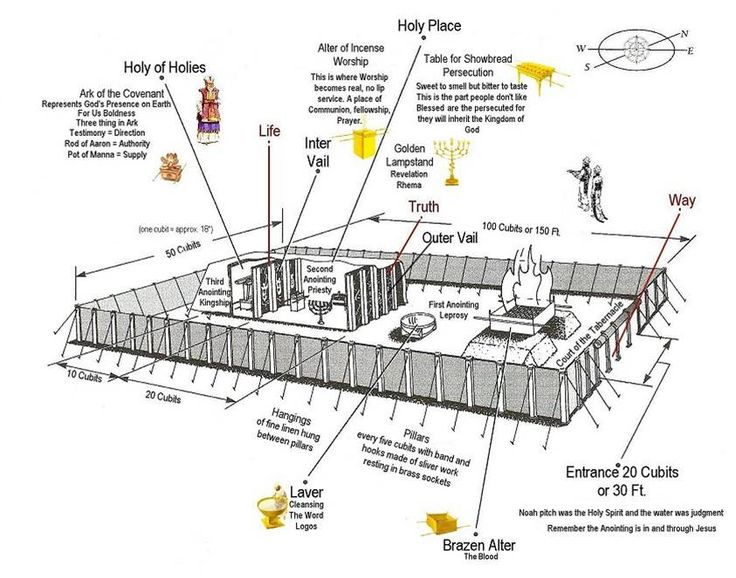 Holy Place
Alter of Incense
Worship
This is where Worship
becomes real, no lip
service. A place of
Communion, fellowship,
Prayer.
Table for Showbread
Persecution
Sweet to smell but bitter to taste
This is the part people don't like
Blessed are the persecuted for
they will inherit the Kingdom of
God
N
W
E
S
Holy of Holies
Ark of the Covenant
Represents God's Presence on Earth
For Us Boldness
Three thing in Ark
Testimony = Direction
Rod of Aaron = Authority
Pot of Manna = Supply
Life
Inter
Vail
Golden
Lampstand
Revelation
Rhema
Truth
Way
(one cubit = approx. 18")
50 Cubits
100 Cubits or 150 Ft.
Outer Vail
Third
Anointing
Kingship
Second
Anointing
Priesty
First Anointing
Leprosy
Court of the Tabernacle
10 Cubits
20 Cubits
Hangings
of fine linen hung
between pillars
Pillars
every five cubits with band and
hooks made of sliver work
resting in brass sockets
Entrance 20 Cubits
or 30 Ft.
Noah pitch was the Holy Spirit and the water was judgment
Remember the Anointing is in and through Jesus
Laver
Cleansing
The Word
Logos
Brazen Alter
The Blood